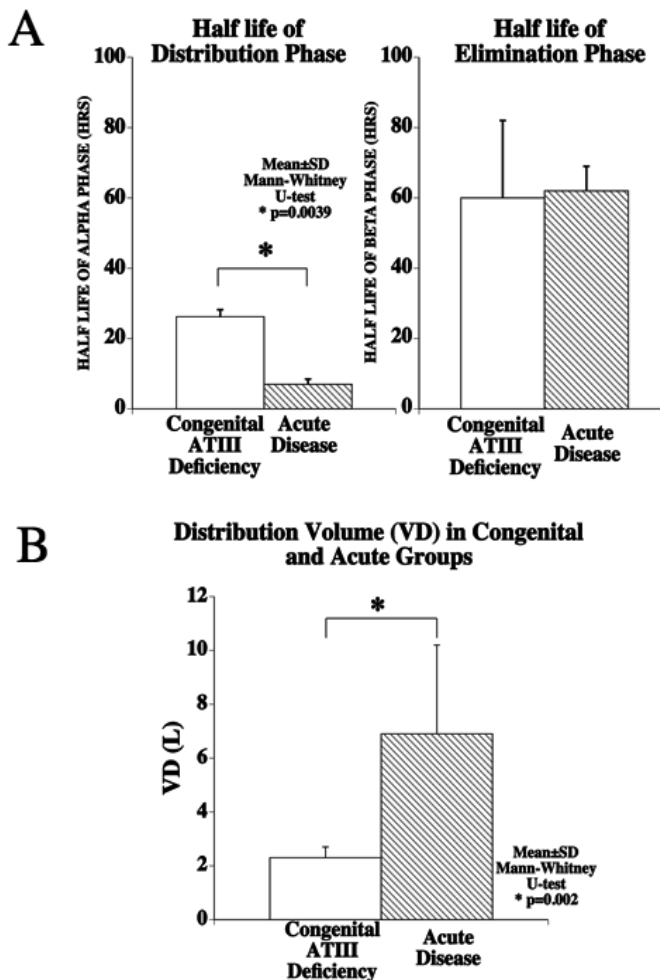 A
Half life of
Distribution Phase
HALF LIFE OF ALPHA PHASE (HRS)
100
80
60
40
20
0
Mean±SD
Mann-Whitney
U-test
* p=0.0039
*
Congenital
ATIII
Deficiency
Acute
Disease
Half life of
Elimination Phase
HALF LIFE OF BETA PHASE (HRS)
100
80
60
40
20
0
Congenital
ATIII
Deficiency
Acute
Disease
B
Distribution Volume (VD) in Congenital
and Acute Groups
VD (L)
12
10
8
6
4
2
0
*
Mean±SD
Mann-Whitney
U-test
* p=0.002
Congenital
ATIII
Deficiency
Acute
Disease